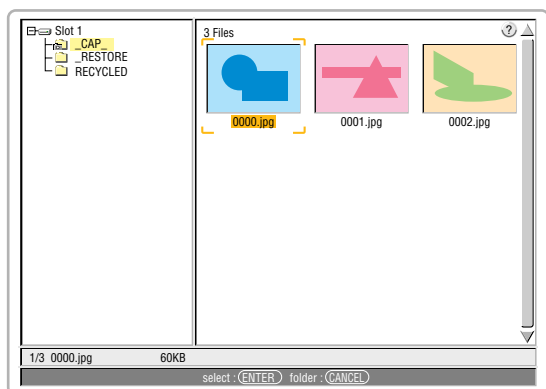 Slot 1
_CAP_
_RESTORE
RECYCLED
3 Files
?
0000.jpg
0001.jpg
0002.jpg
1/3 0000.jpg 60KB
select : ENTER folder : CANCEL